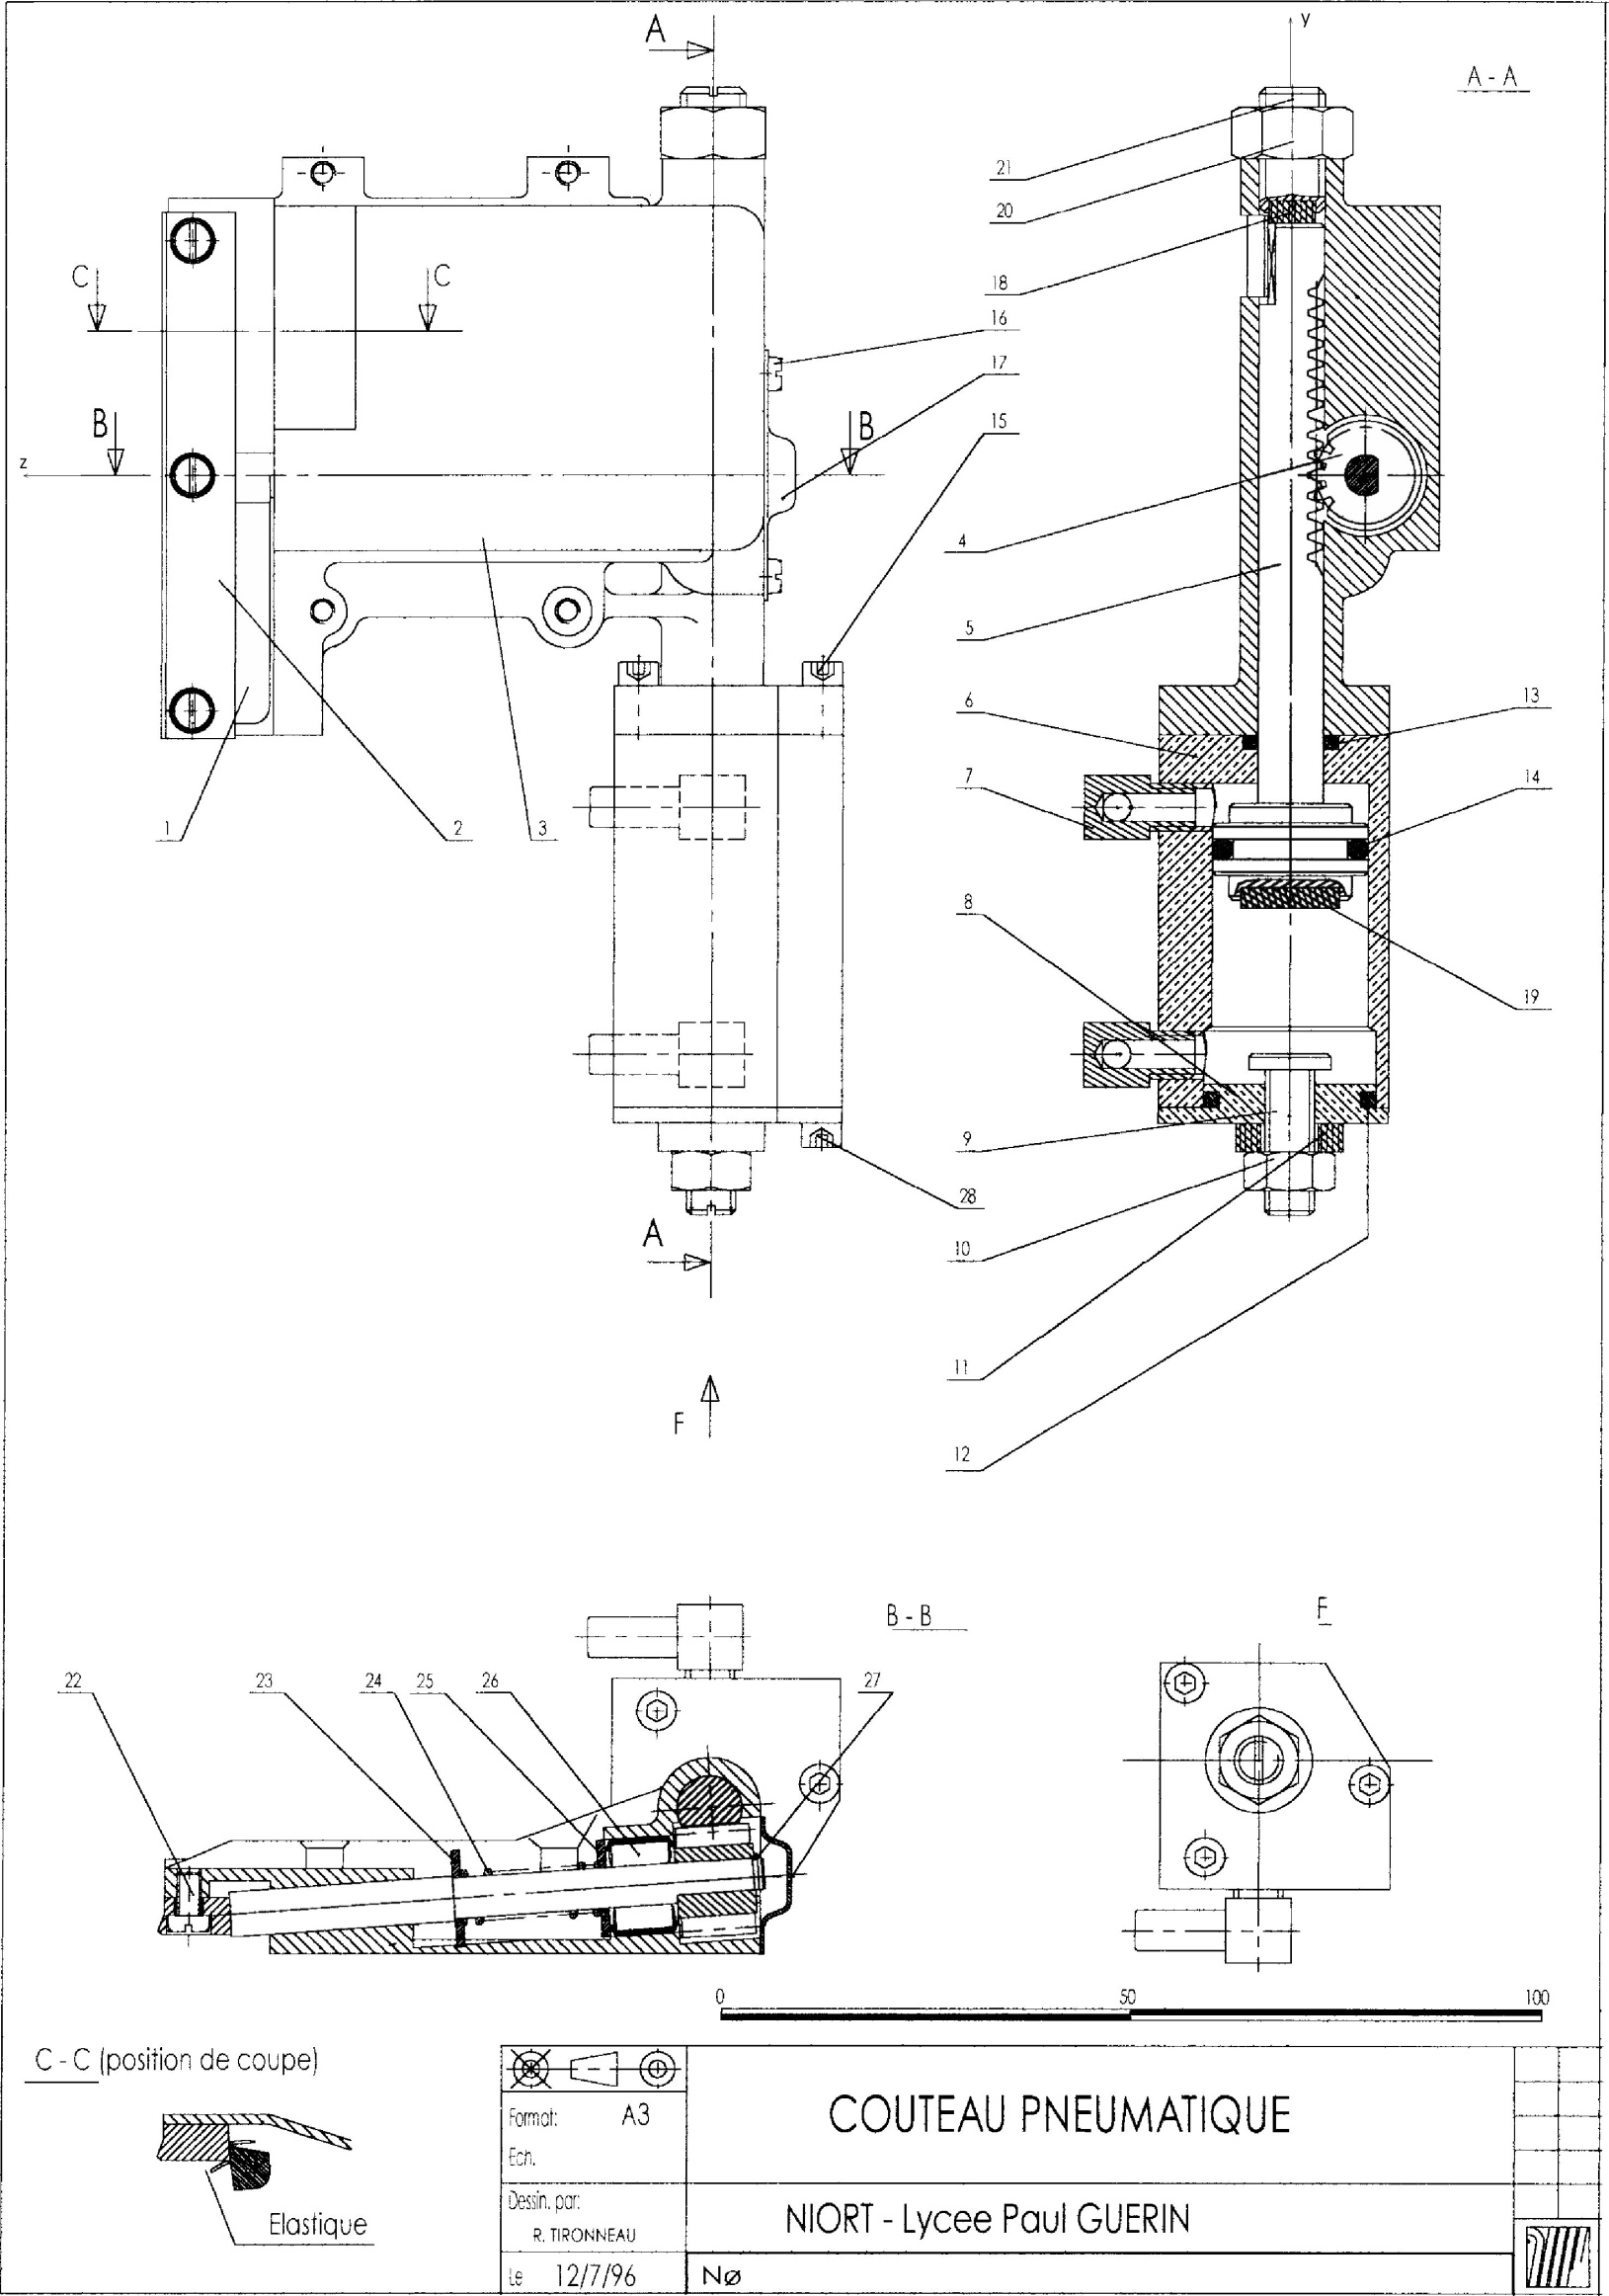 A
y
A - A
21
20
18
16
17
15
C
C
B
B
z
4
5
6
13
7
14
1
2
3
8
19
9
28
A
10
11
F
12
B - B
F
22
23
24
25
26
27
0
50
100
C - C (position de coupe)
Elastique
Format: A3
Ech.
Dessin. par:
R. TIRONNEAU
Le 12/7/96
COUTEAU PNEUMATIQUE
NIORT - Lycee Paul GUERIN
Nø